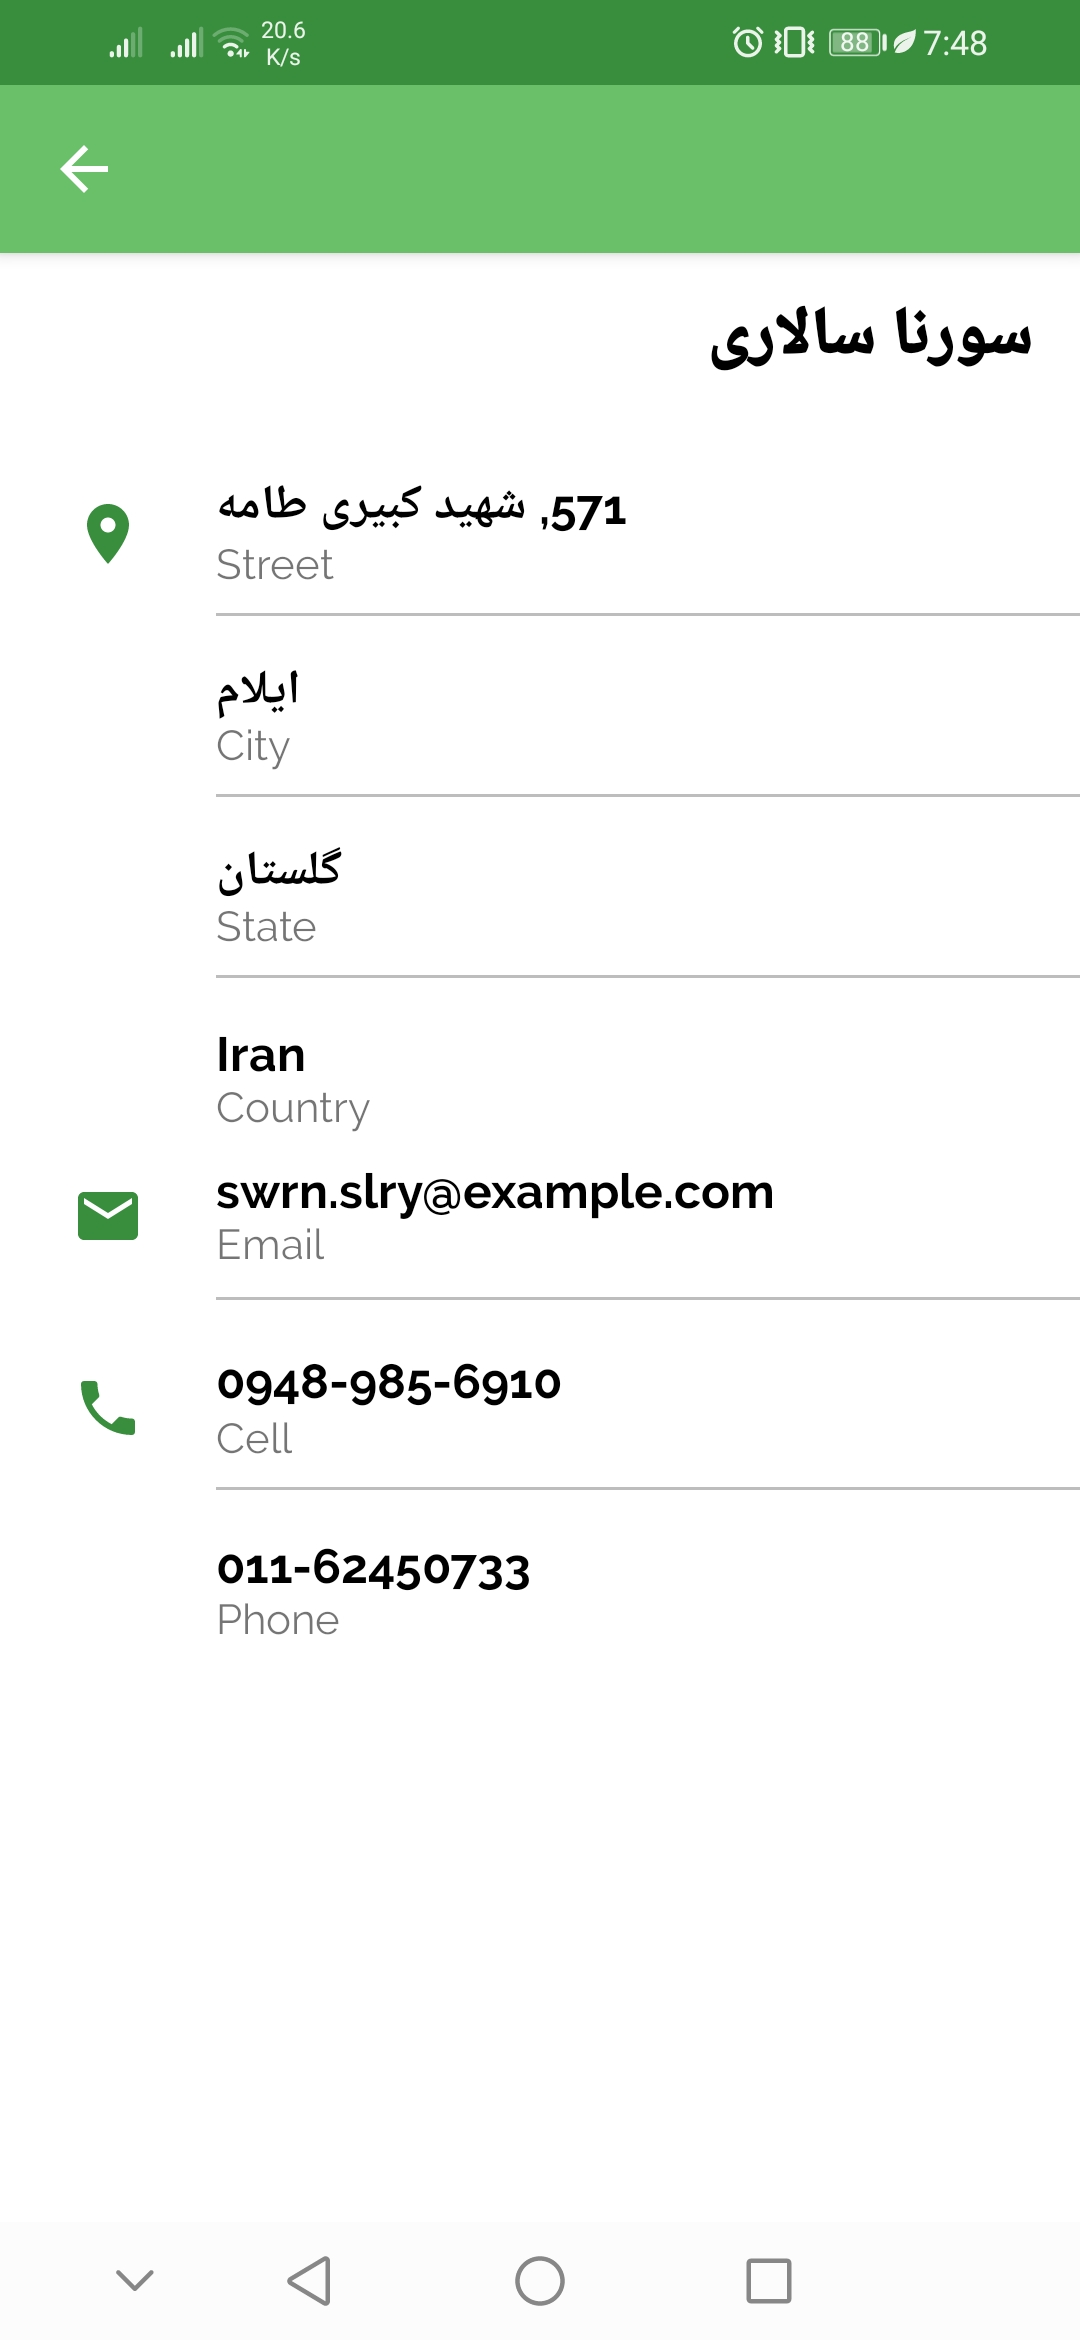 20.6
K/s
88
7:48
سورنا سالاری
571, شهید کبیری طامه
Street
ایلام
City
گلستان
State
Iran
Country
swrn.slry@example.com
Email
0948-985-6910
Cell
011-62450733
Phone